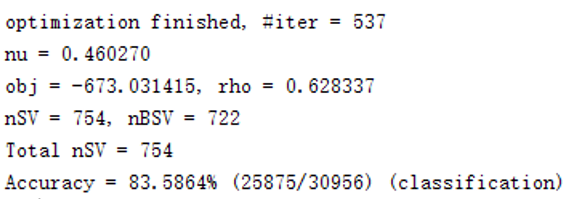 optimization finished, #iter = 537
nu = 0.460270
obj = -673.031415, rho = 0.628337
nSV = 754, nBSV = 722
Total nSV = 754
Accuracy = 83.5864% (25875/30956) (classification)